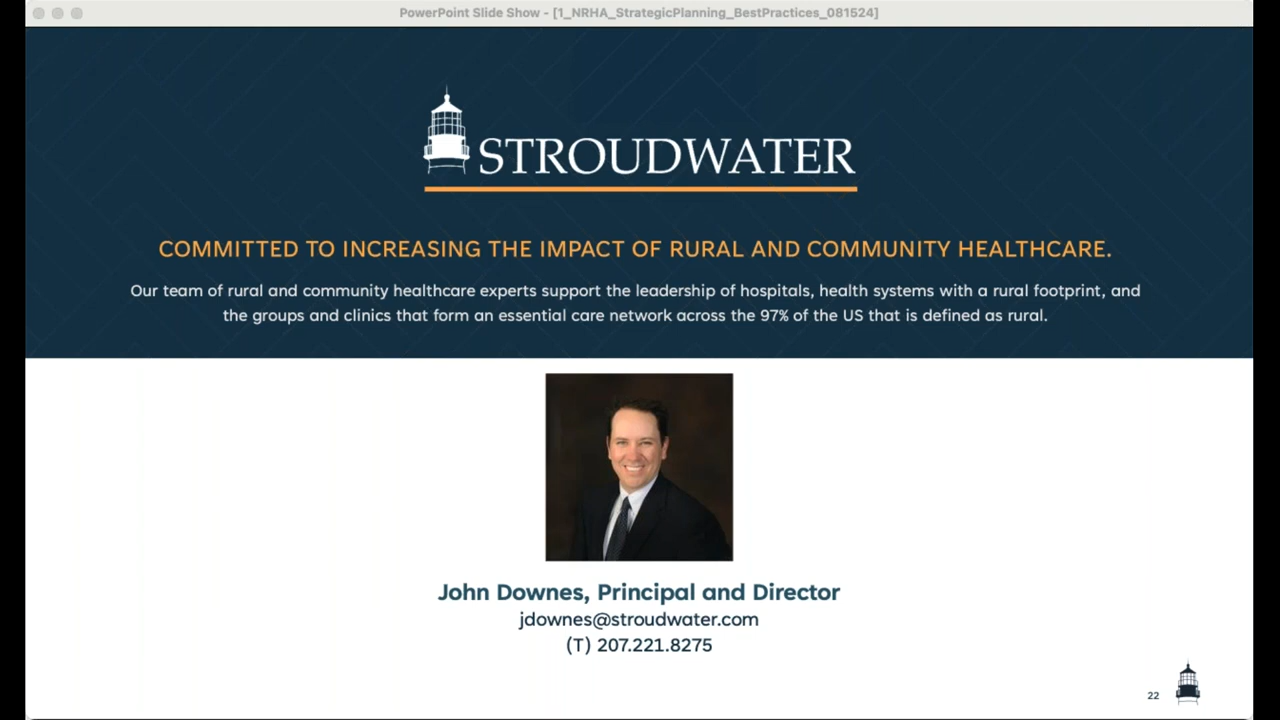 PowerPoint Slide Show - [1_NRHA_StrategicPlanning_BestPractices_081524]
STROUDWATER
COMMITTED TO INCREASING THE IMPACT OF RURAL AND COMMUNITY HEALTHCARE.
Our team of rural and community healthcare experts support the leadership of hospitals, health systems with a rural footprint, and
the groups and clinics that form an essential care network across the 97% of the US that is defined as rural.
John Downes, Principal and Director
jdownes@stroudwater.com
(T) 207.221.8275
22